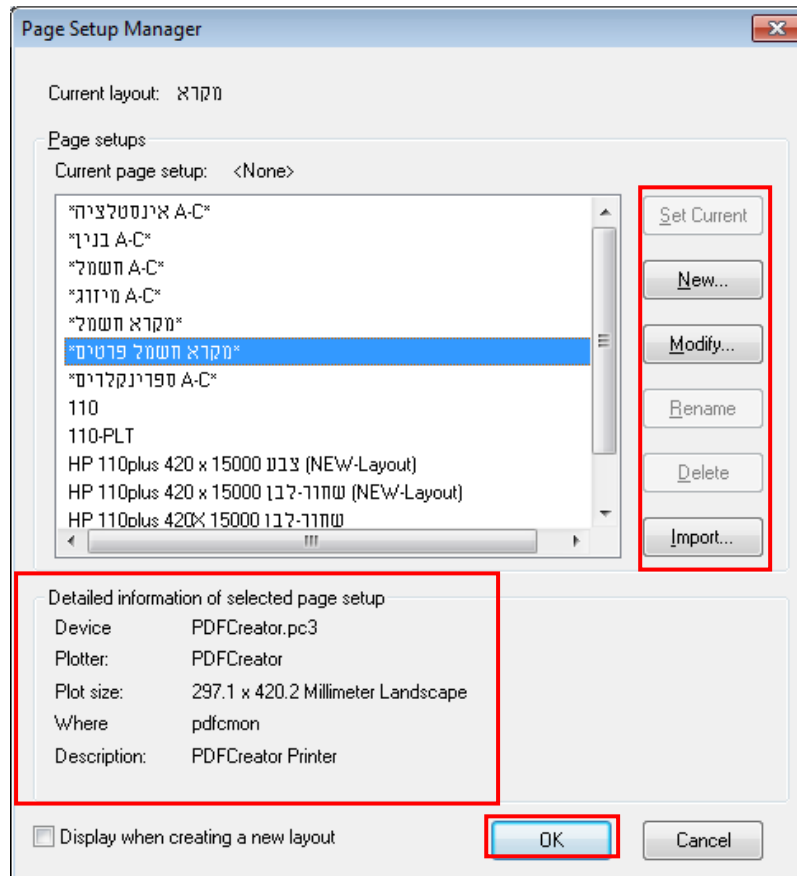 Page Setup Manager
Current layout: מקרא
Page setups
Current page setup: <None>
*אינסטלציה A-C*
*בנין A-C*
*חשמל A-C*
*מיזוג A-C*
*מקרא חשמל*
*מקרא חשמל פרטים*
*ספרינקלרים A-C*
110
110-PLT
HP 110plus 420 x 15000 צבע (NEW-Layout)
HP 110plus 420 x 15000 שחור-לבן (NEW-Layout)
HP 110plus 420X 15000 שחור-לבן
Set Current
New...
Modify...
Rename
Delete
Import...
Detailed information of selected page setup
Device PDFCreator.pc3
Plotter: PDFCreator
Plot size: 297.1 x 420.2 Millimeter Landscape
Where pdfcmon
Description: PDFCreator Printer
Display when creating a new layout
OK
Cancel